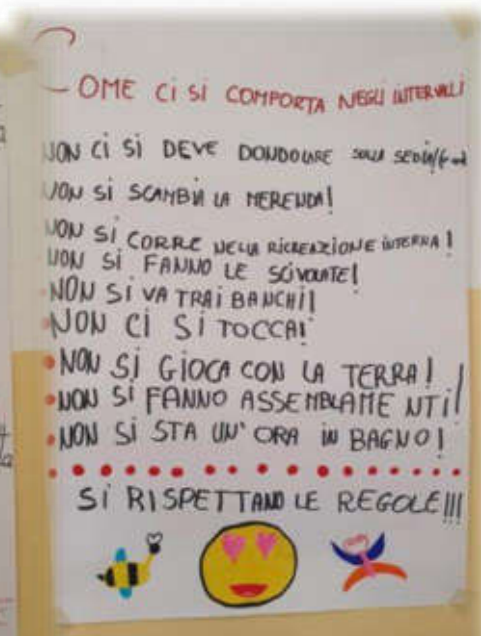 COME CI SI COMPORTA NEGLI INTERVALLI
NON CI SI DEVE DONDOLARE SULLA SEDIA
NON SI SCAMBIA LA MERENDA!
NON SI CORRE NELLA RICREAZIONE INTERNA!
NON SI FANNO LE SCIVOLATE!
NON SI VA TRA I BANCHI!
NON CI SI TOCCA!
NON SI GIOCA CON LA TERRA!
NON SI FANNO ASSEMBLAMENTI!
NON SI STA UN'ORA IN BAGNO!
SI RISPETTANO LE REGOLE!!!